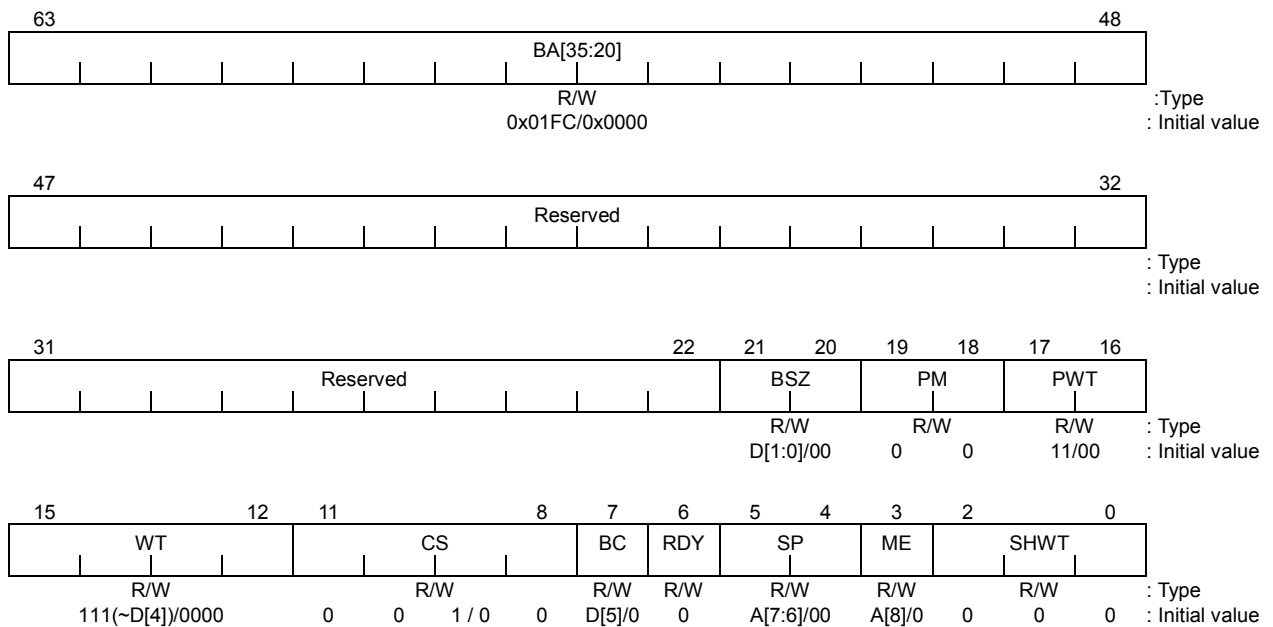 63 48
BA[35:20]
R/W :Type
0x01FC/0x0000 : Initial value
47 32
Reserved
: Type
: Initial value
31 22 21 20 19 18 17 16
Reserved BSZ PM PWT
R/W R/W R/W : Type
D[1:0]/00 0 0 11/00 : Initial value
15 12 11 8 7 6 5 4 3 2 0
WT CS BC RDY SP ME SHWT
R/W R/W R/W R/W R/W R/W R/W : Type
111(~D[4])/0000 0 0 1 / 0 0 D[5]/0 0 A[7:6]/00 A[8]/0 0 0 0 : Initial value